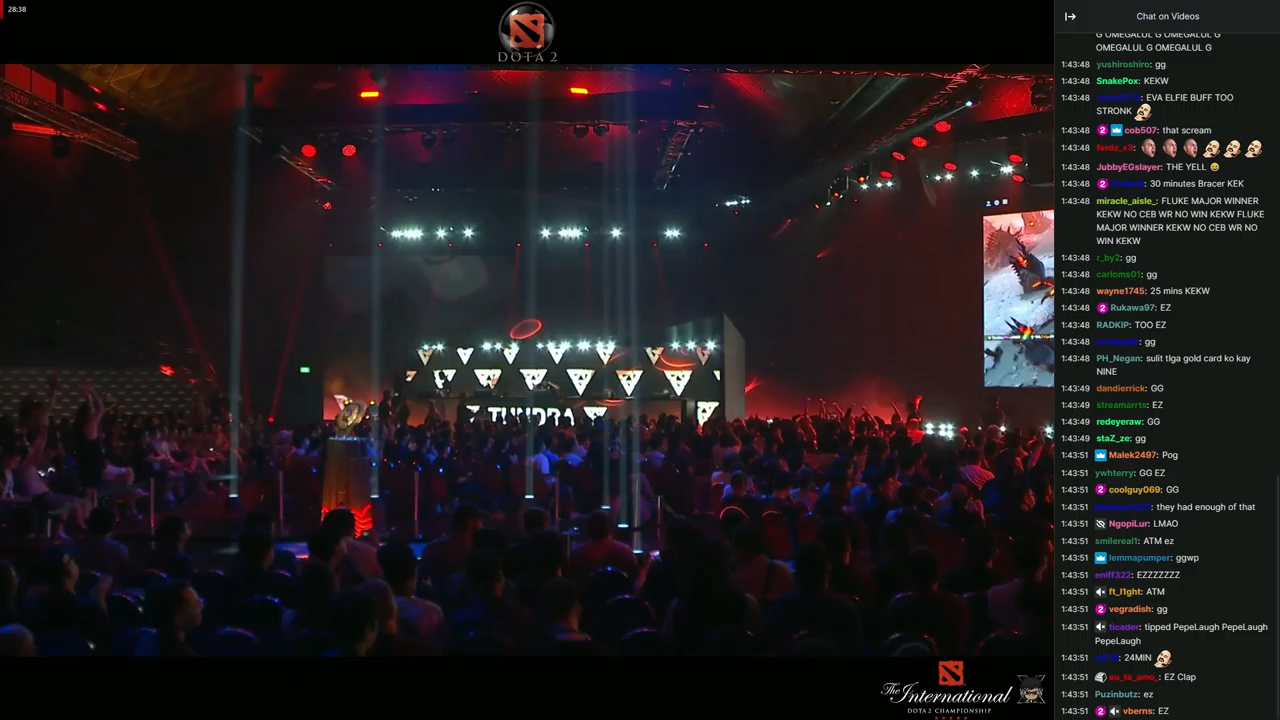 28:38
DOTA 2
TUNDRA
The International
DOTA 2 CHAMPIONSHIP
Chat on Videos
G OMEGALUL G OMEGALUL G
OMEGALUL G OMEGALUL G
1:43:48 yushiroshiro: gg
1:43:48 SnakePox: KEKW
1:43:48 EVA ELFIE BUFF TOO
STRONK
1:43:48 2 cob507: that scream
1:43:48 ferdz_x3:
1:43:48 JubbyEGslayer: THE YELL
1:43:48 2 30 minutes Bracer KEK
1:43:48 miracle_aisle_: FLUKE MAJOR WINNER
KEKW NO CEB WR NO WIN KEKW FLUKE
MAJOR WINNER KEKW NO CEB WR NO
WIN KEKW
1:43:48 r_by2: gg
1:43:48 carloms01: gg
1:43:48 wayne1745: 25 mins KEKW
1:43:48 2 Rukawa97: EZ
1:43:48 RADKIP: TOO EZ
1:43:48 gg
1:43:48 PH_Negan: sulit tlga gold card ko kay
NINE
1:43:49 dandierrick: GG
1:43:49 streamarrts: EZ
1:43:49 redeyeraw: GG
1:43:49 staZ_ze: gg
1:43:51 Malek2497: Pog
1:43:51 ywhterry: GG EZ
1:43:51 2 coolguy069: GG
1:43:51 : they had enough of that
1:43:51 NgopiLur: LMAO
1:43:51 smilereal1: ATM ez
1:43:51 lemmapumper: ggwp
1:43:51 eniff322: EZZZZZZZ
1:43:51 ft_l1ght: ATM
1:43:51 2 vegradish: gg
1:43:51 ticader: tipped PepeLaugh PepeLaugh
PepeLaugh
1:43:51 : 24MIN
1:43:51 eu_te_amo_: EZ Clap
1:43:51 Puzinbutz: ez
1:43:51 2 vberns: EZ